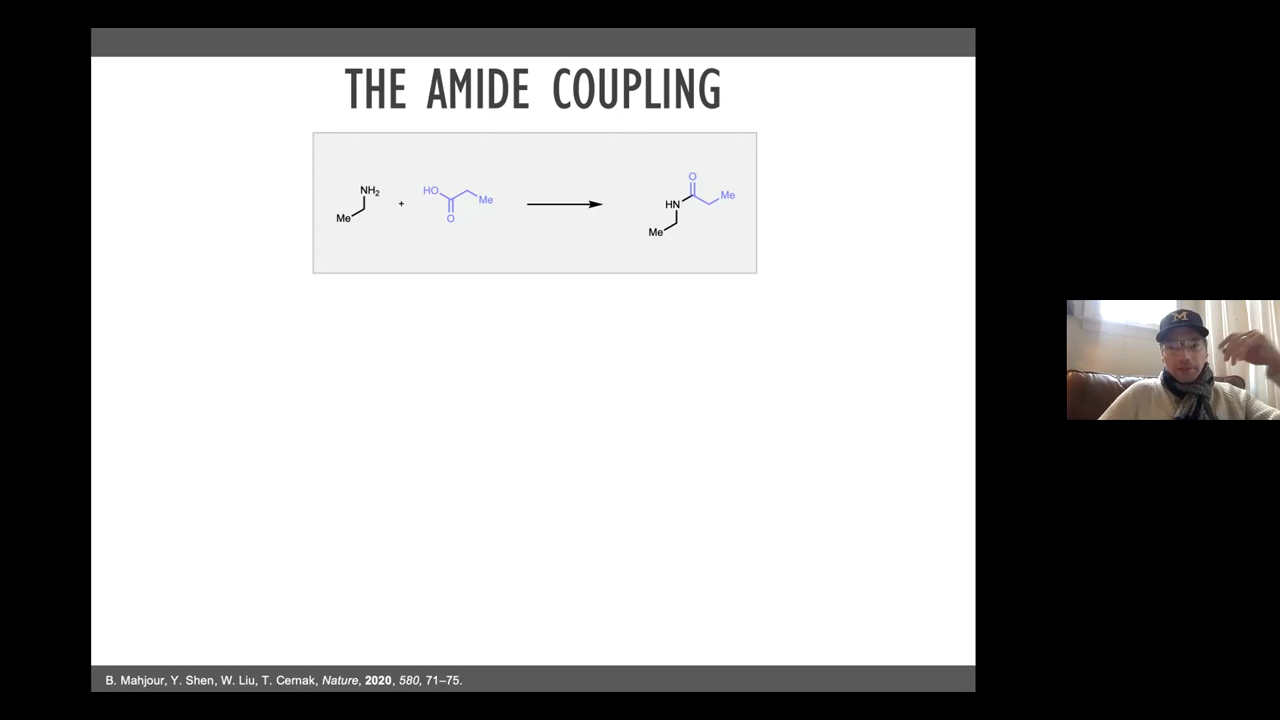 THE AMIDE COUPLING
NH2
Me
+
HO
O
Me
O
HN
Me
Me
M
B. Mahjour, Y. Shen, W. Liu, T. Cernak, Nature, 2020, 580, 71–75.